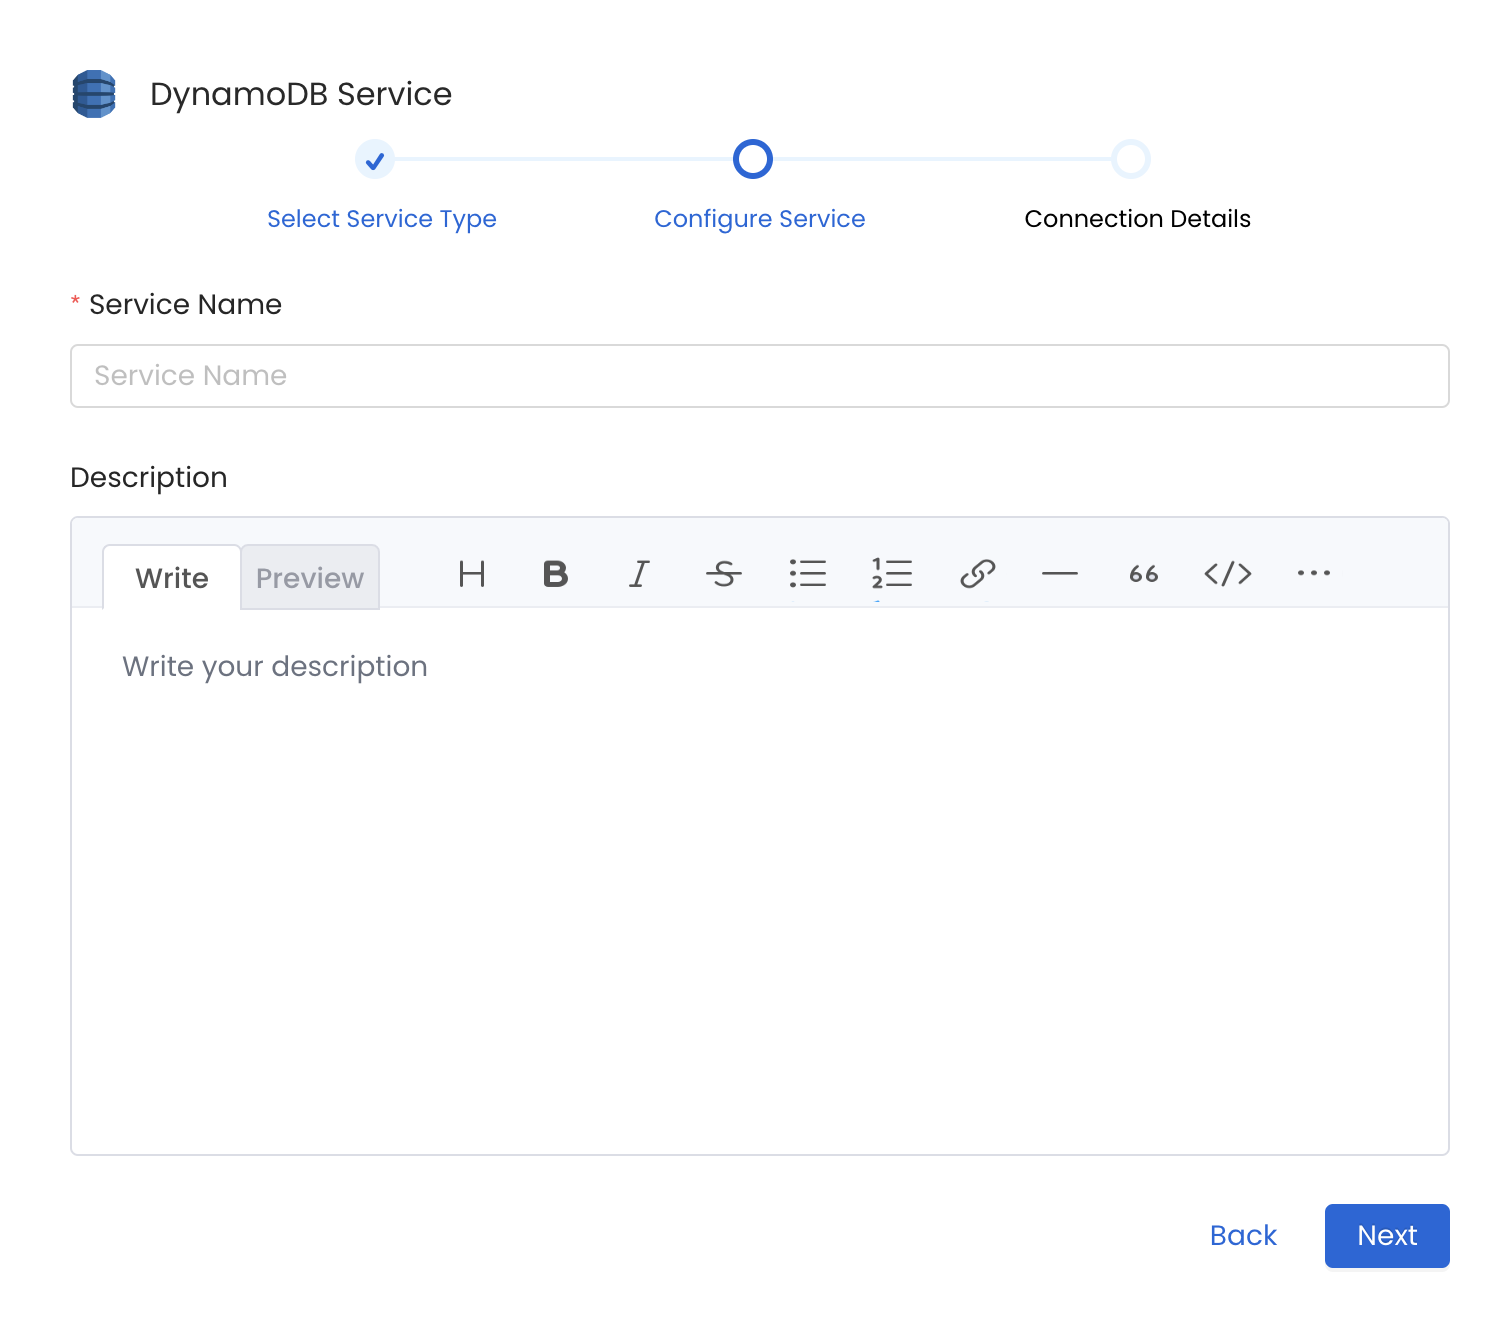 DynamoDB Service
Select Service Type
Configure Service
Connection Details
* Service Name
Service Name
Description
Write
Preview
Write your description
Back
Next